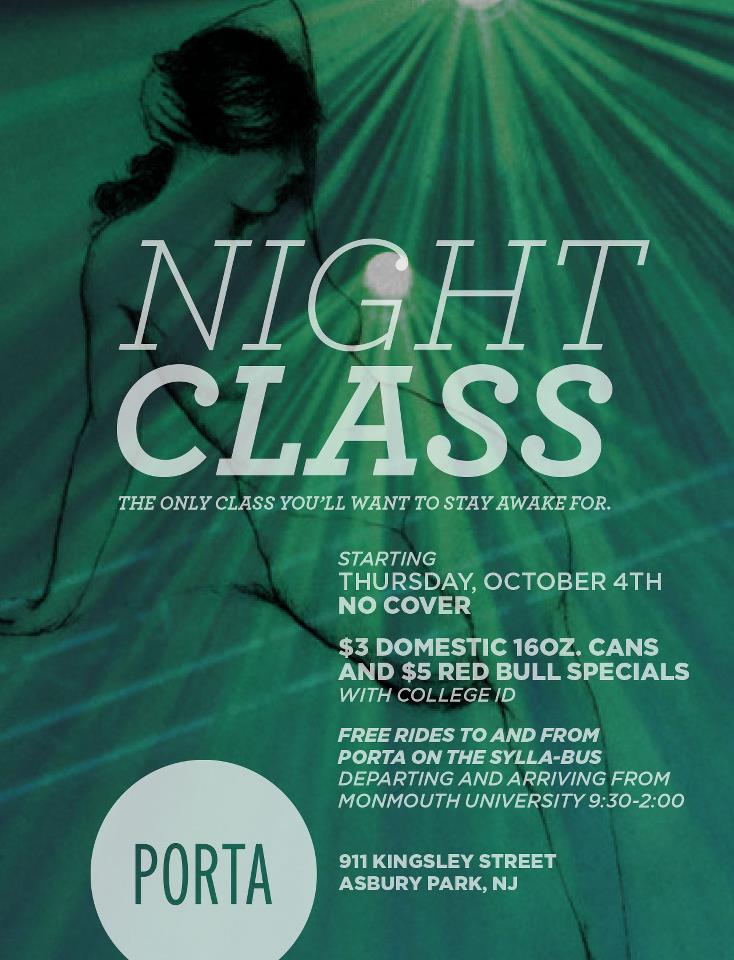 NIGHT
CLASS
THE ONLY CLASS YOU'LL WANT TO STAY AWAKE FOR.
STARTING
THURSDAY, OCTOBER 4TH
NO COVER
$3 DOMESTIC 16OZ. CANS
AND $5 RED BULL SPECIALS
WITH COLLEGE ID
FREE RIDES TO AND FROM
PORTA ON THE SYLLA-BUS
DEPARTING AND ARRIVING FROM
MONMOUTH UNIVERSITY 9:30-2:00
PORTA
911 KINGSLEY STREET
ASBURY PARK, NJ